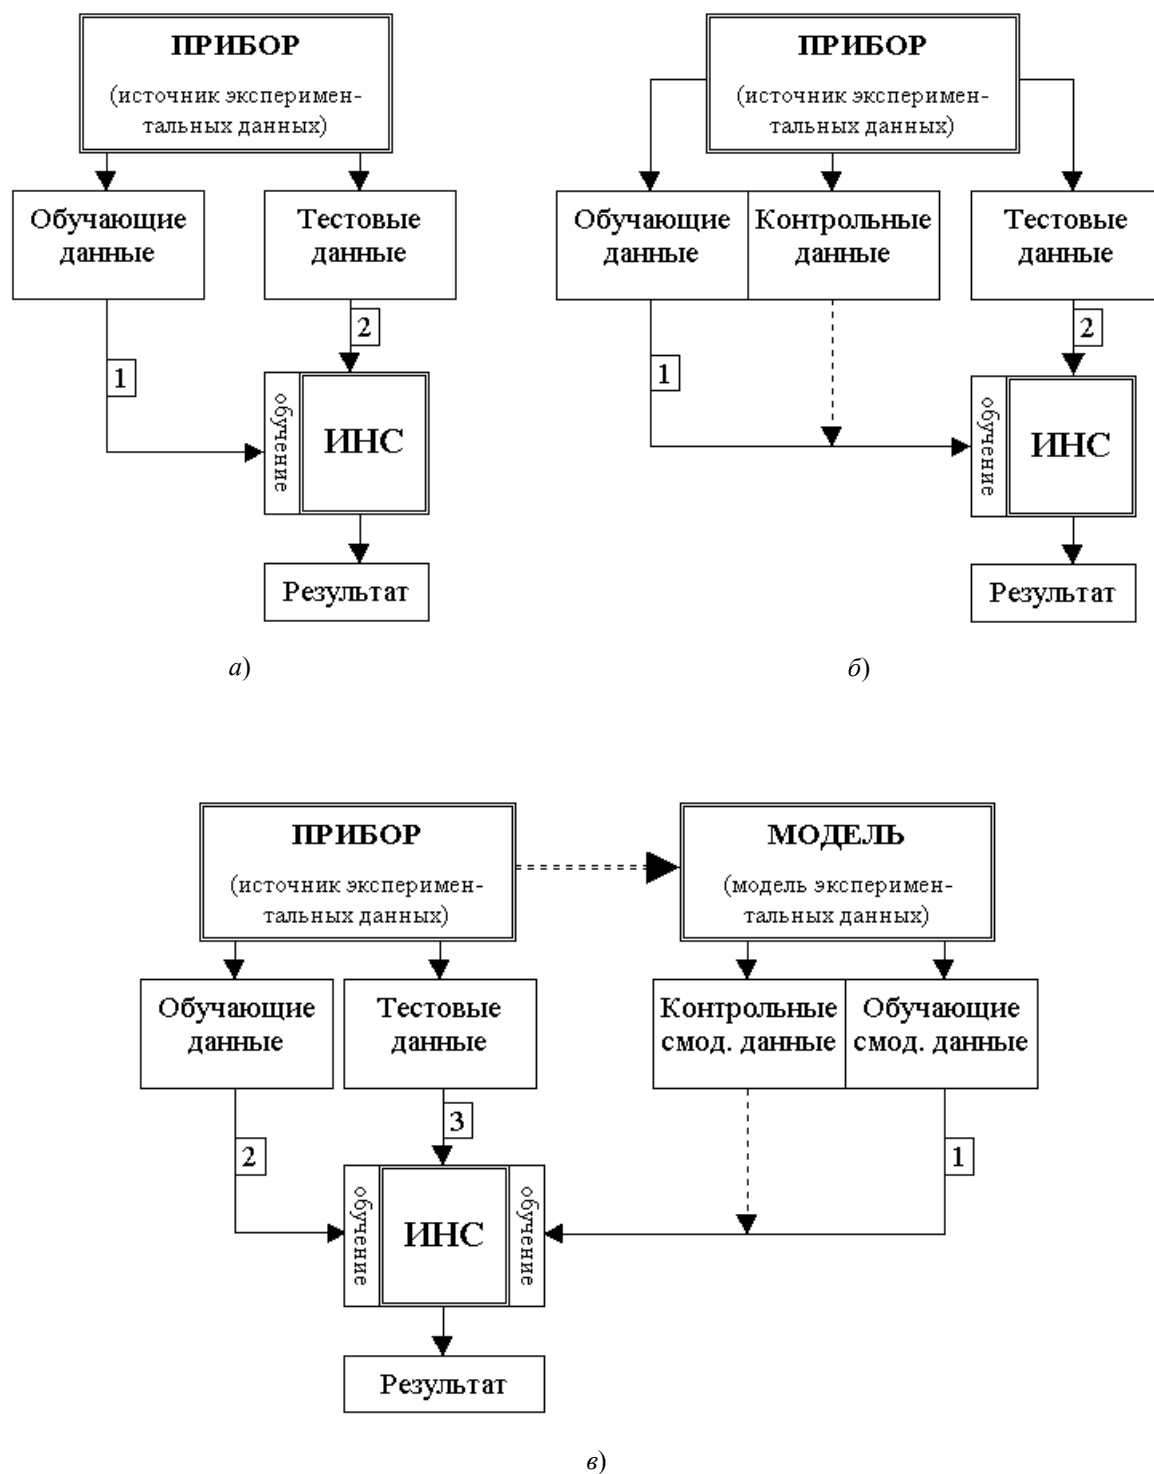 ПРИБОР
(источник эксперимен-
тальных данных)
Обучающие
данные
Тестовые
данные
1
2
обучение
ИНС
Результат
а)
ПРИБОР
(источник эксперимен-
тальных данных)
Обучающие
данные
Контрольные
данные
Тестовые
данные
1
2
обучение
ИНС
Результат
б)
ПРИБОР
(источник эксперимен-
тальных данных)
МОДЕЛЬ
(модель эксперимен-
тальных данных)
Обучающие
данные
Тестовые
данные
Контрольные
смод. данные
Обучающие
смод. данные
2
3
1
обучение
ИНС
обучение
Результат
в)